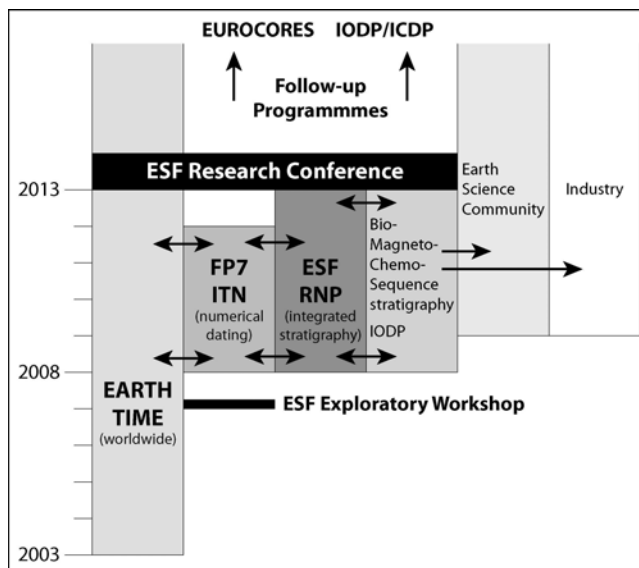 EUROCORES IODP/ICDP
Follow-up
Programmmes
ESF Research Conference
2013
Earth
Science
Community
Industry
Bio-
Magneto-
Chemo-
Sequence
stratigraphy
IODP
FP7
ITN
(numerical
dating)
ESF
RNP
(integrated
stratigraphy)
2008
EARTH
TIME
(worldwide)
ESF Exploratory Workshop
2003